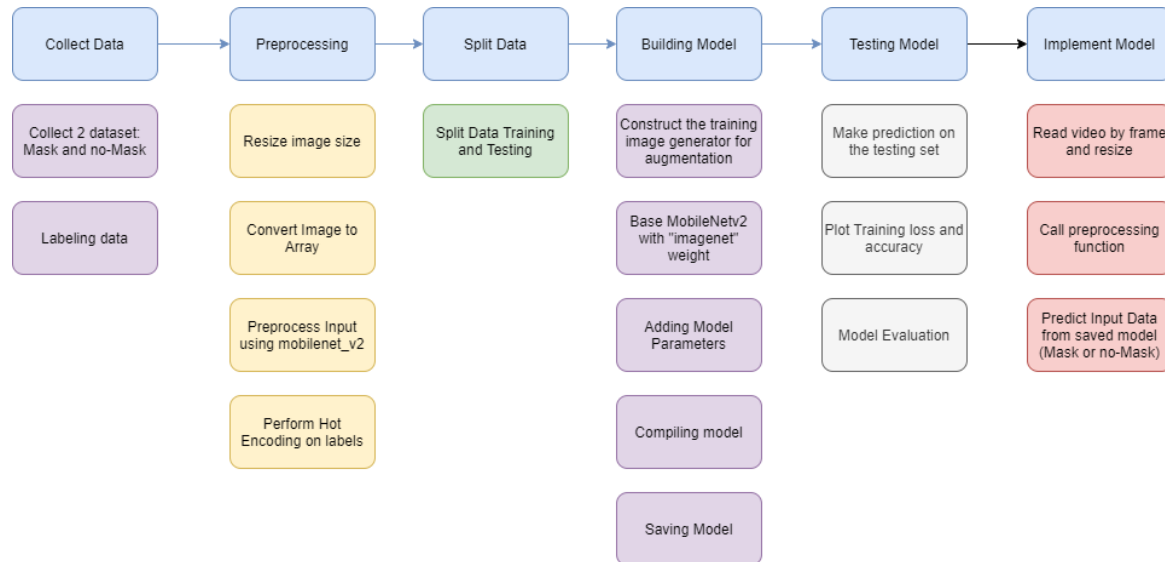 Collect Data
Preprocessing
Split Data
Building Model
Testing Model
Implement Model
Collect 2 dataset:
Mask and no-Mask
Labeling data
Resize image size
Convert Image to
Array
Preprocess Input
using mobilenet_v2
Perform Hot
Encoding on labels
Split Data Training
and Testing
Construct the training
image generator for
augmentation
Base MobileNetv2
with "imagenet"
weight
Adding Model
Parameters
Compiling model
Saving Model
Make prediction on
the testing set
Plot Training loss and
accuracy
Model Evaluation
Read video by frame
and resize
Call preprocessing
function
Predict Input Data
from saved model
(Mask or no-Mask)